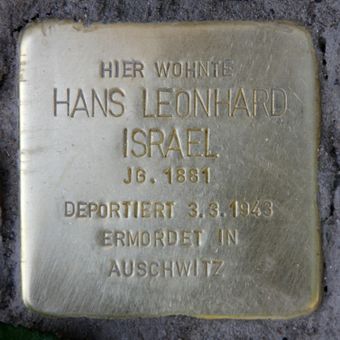 HIER WOHNTE
HANS LEONHARD
ISRAEL
JG. 1881
DEPORTIERT 3.3.1943
ERMORDET IN
AUSCHWITZ